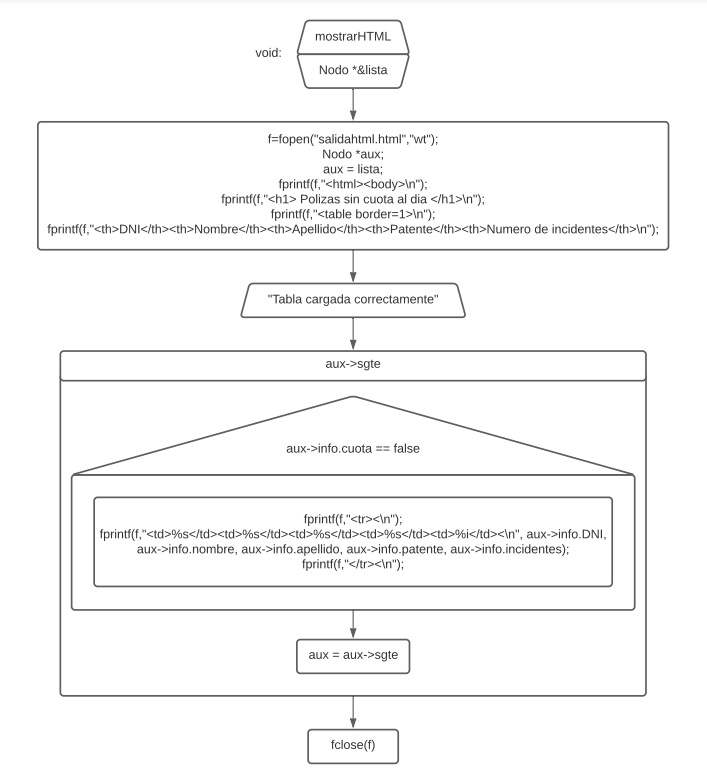 mostrarHTML
void:
Nodo *&lista
f=fopen("salidahtml.html","wt");
Nodo *aux;
aux = lista;
fprintf(f,"<html><body>\n");
fprintf(f,"<h1> Polizas sin cuota al dia </h1>\n");
fprintf(f,"<table border=1>\n");
fprintf(f,"<th>DNI</th><th>Nombre</th><th>Apellido</th><th>Patente</th><th>Numero de incidentes</th>\n");
"Tabla cargada correctamente"
aux->sgte
aux->info.cuota == false
fprintf(f,"<tr><\n");
fprintf(f,"<td>%s</td><td>%s</td><td>%s</td><td>%s</td><td>%i</td><\n", aux->info.DNI,
aux->info.nombre, aux->info.apellido, aux->info.patente, aux->info.incidentes);
fprintf(f,"</tr><\n");
aux = aux->sgte
fclose(f)